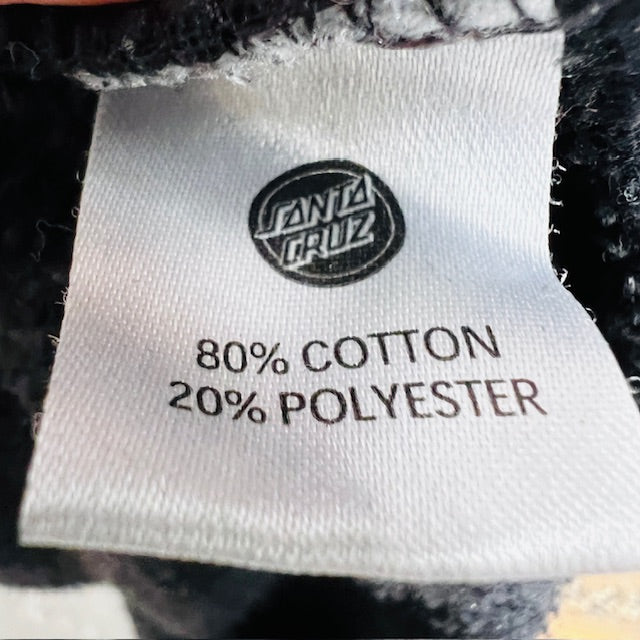 SANTA
CRUZ
80% COTTON
20% POLYESTER